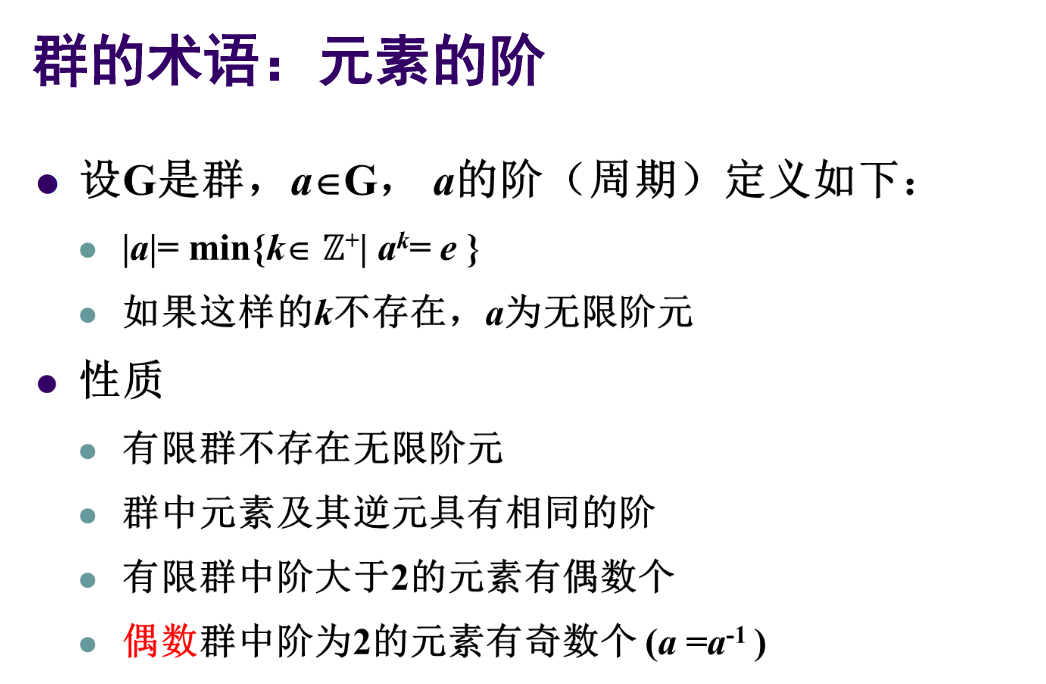 群的术语：元素的阶
设G是群，a∈G， a的阶（周期）定义如下：
|a|= min{k∈ ℤ⁺| aᵏ= e }
如果这样的k不存在，a为无限阶元
性质
有限群不存在无限阶元
群中元素及其逆元具有相同的阶
有限群中阶大于2的元素有偶数个
偶数群中阶为2的元素有奇数个 (a =a⁻¹ )